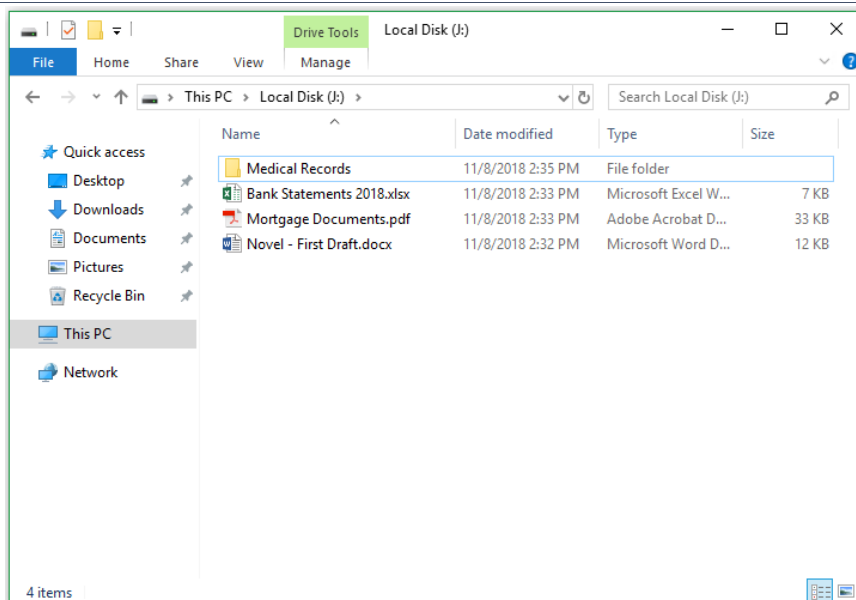 Drive Tools Local Disk (J:)
File Home Share View Manage ?
This PC > Local Disk (J:) > Search Local Disk (J:)
Name Date modified Type Size
Quick access
Desktop
Downloads
Documents
Pictures
Recycle Bin
This PC
Network
Medical Records 11/8/2018 2:35 PM File folder
Bank Statements 2018.xlsx 11/8/2018 2:33 PM Microsoft Excel W... 7 KB
Mortgage Documents.pdf 11/8/2018 2:33 PM Adobe Acrobat D... 33 KB
Novel - First Draft.docx 11/8/2018 2:32 PM Microsoft Word D... 12 KB
4 items